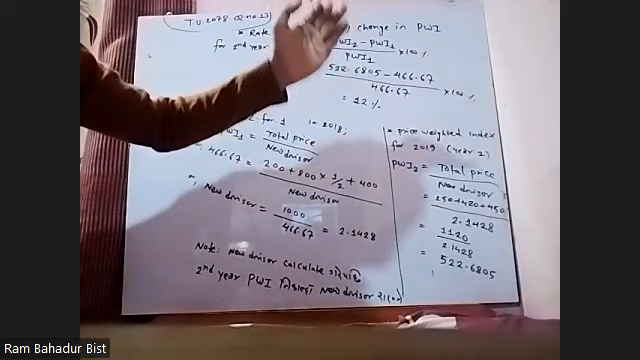 T.U. 2078 (Q.no.1)
* Rate change in PWI
for 2nd year
PWI₂ - PWI₁ / PWI₁ × 100 %
522.6805 - 466.67 / 466.67 × 100 %
= 12 %
for 1 in 2018;
PWI₁ = Total price / New divisor
466.67 = 200 + 800 × 1/2 + 400 / New divisor
or, New divisor = 1000 / 466.67 = 2.1428
Note: New divisor calculate
2nd year PWI New divisor
* price weighted index
for 2019 (year 2)
PWI₂ = Total price / New divisor
= 250 + 420 + 450 / 2.1428
= 1120 / 2.1428
= 522.6805
Ram Bahadur Bist